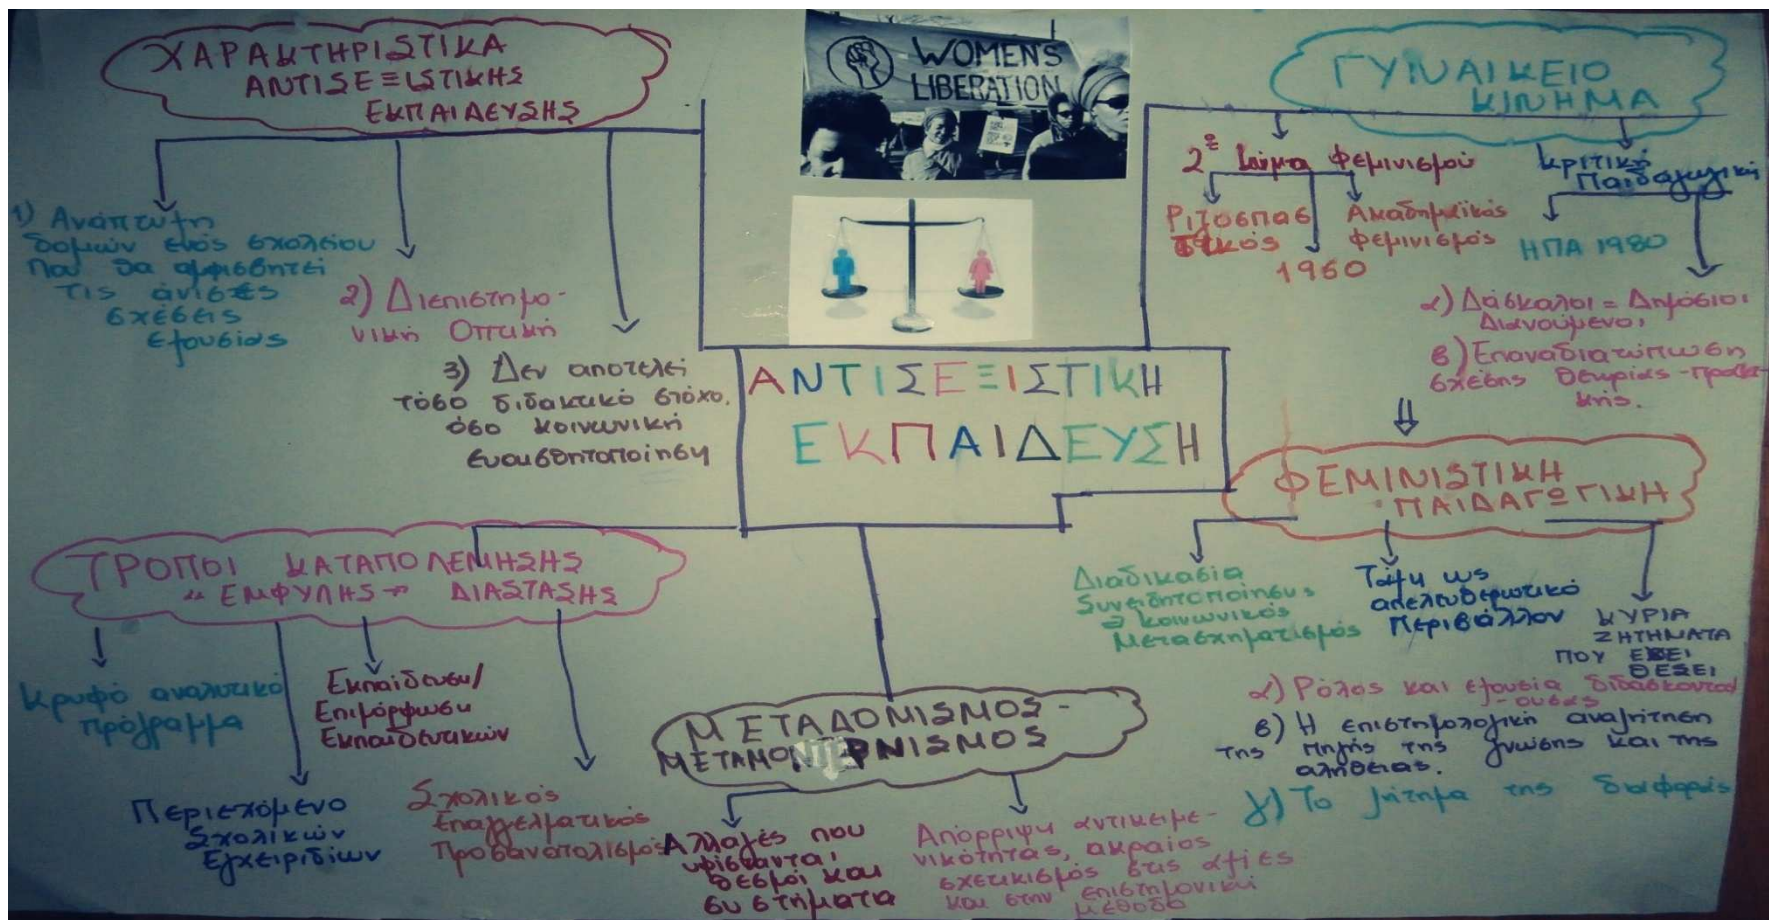 ΧΑΡΑΚΤΗΡΙΣΤΙΚΑ
ΑΝΤΙΣΕΞΙΣΤΙΚΗΣ
ΕΚΠΑΙΔΕΥΣΗΣ
1) Ανάπτυξη
δομών ενός σχολείου
που θα αμφισβητεί
τις άνισες
σχέσεις
εξουσίας
2) Διεπιστημο-
νική Οπτική
3) Δεν αποτελεί
τόσο διδακτικό στόχο,
όσο κοινωνική
ευαισθητοποίηση
WOMEN'S
LIBERATION
ΑΝΤΙΣΕΞΙΣΤΙΚΗ
ΕΚΠΑΙΔΕΥΣΗ
ΓΥΝΑΙΚΕΙΟ
ΚΙΝΗΜΑ
2ο κύμα φεμινισμού
Ριζοσπασ
τικός
1960
Ακαδημαϊκός
φεμινισμός
Κριτική
Παιδαγωγική
ΗΠΑ 1980
α) Δάσκαλοι = Δημόσιοι
Διανοούμενοι
β) Επαναδιατύπωση
σχέσης θεωρίας-πρακτι-
κής.
ΦΕΜΙΝΙΣΤΙΚΗ
ΠΑΙΔΑΓΩΓΙΚΗ
Διαδικασία
Συνειδητοποίησης
κοινωνικός
Μετασχηματισμός
Τάξη ως
απελευθερωτικό
Περιβάλλον
ΚΥΡΙΑ
ΖΗΤΗΜΑΤΑ
ΠΟΥ ΕΧΕΙ
ΘΕΣΕΙ
α) Ρόλος και εξουσία διδάσκοντα/
-ουσας
β) Η επιστημολογική αναζήτηση
της πηγής της γνώσης και της
αλήθειας.
γ) Το ζήτημα της διαφοράς
ΤΡΟΠΟΙ ΚΑΤΑΠΟΛΕΜΗΣΗΣ
"ΕΜΦΥΛΗΣ" ΔΙΑΣΤΑΣΗΣ
Κρυφό αναλυτικό
πρόγραμμα
Περιεχόμενο
Σχολικών
Εγχειριδίων
Εκπαίδευση/
Επιμόρφωση
Εκπαιδευτικών
Σχολικός
Επαγγελματικός
Προσανατολισμός
ΜΕΤΑΔΟΜΙΣΜΟΣ-
ΜΕΤΑΜΟΝΤΕΡΝΙΣΜΟΣ
Αλλαγές που
υφίστανται
θεσμοί και
συστήματα
Απόρριψη αντικειμε-
νικότητας, ακραίος
σχετικισμός στις αξίες
και στην επιστημονική
μέθοδο